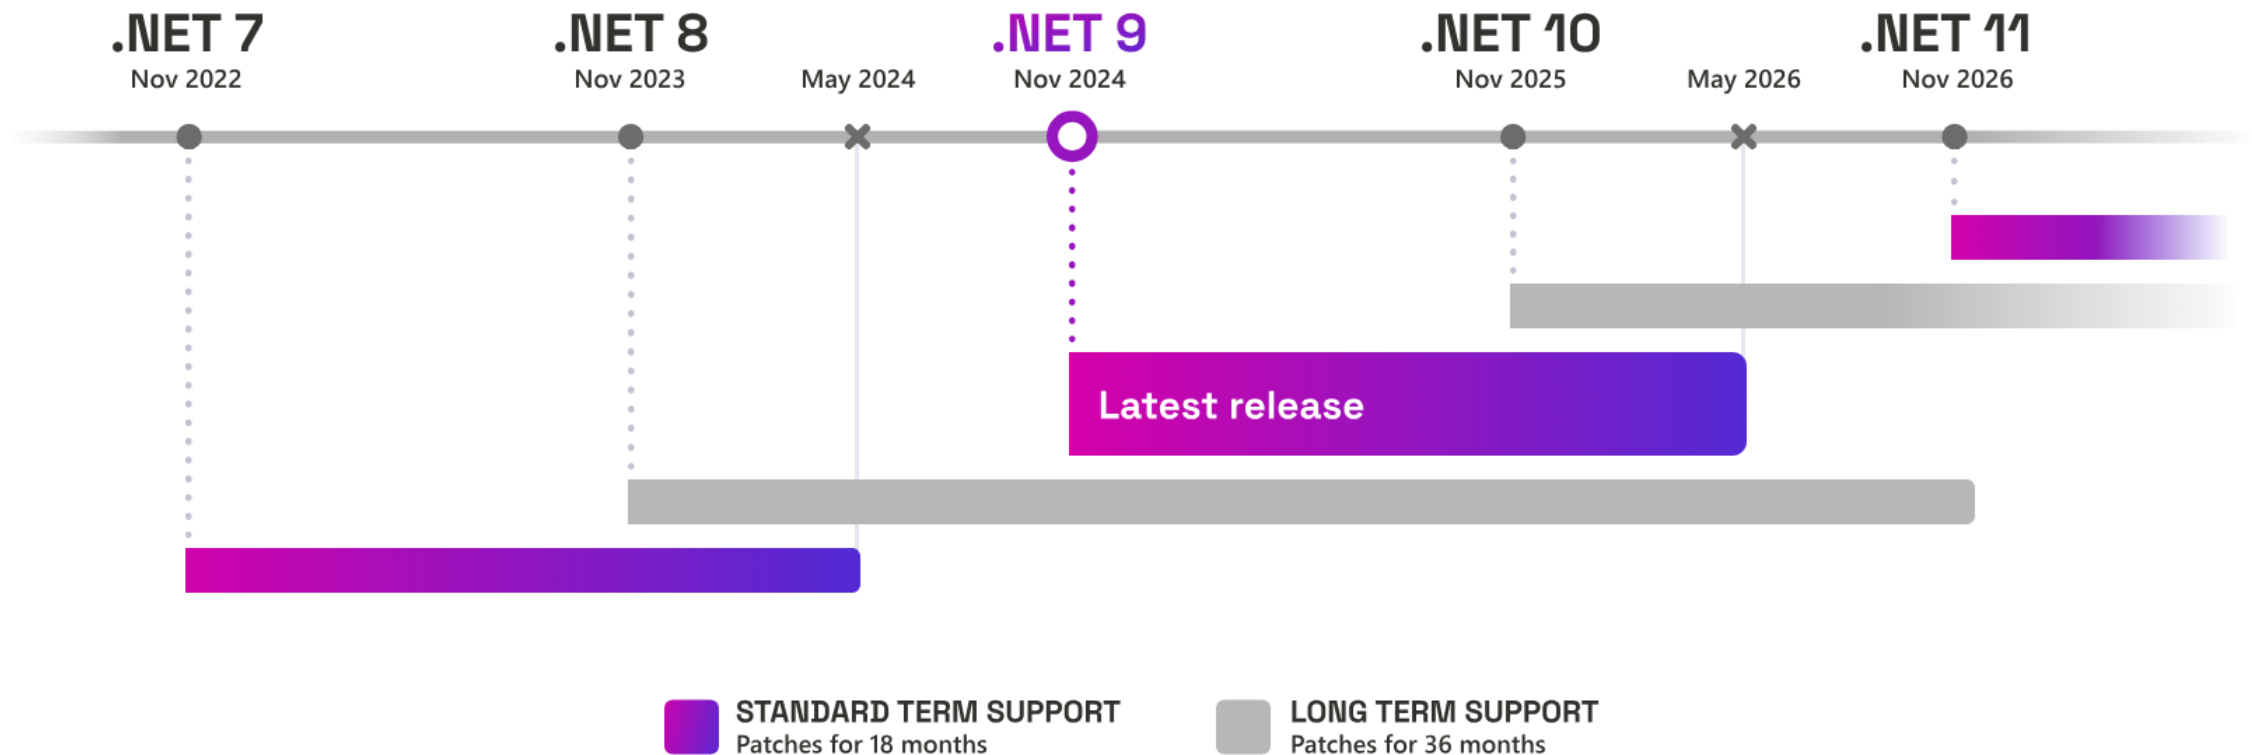 .NET 7
Nov 2022
.NET 8
Nov 2023
May 2024
.NET 9
Nov 2024
.NET 10
Nov 2025
May 2026
.NET 11
Nov 2026
Latest release
STANDARD TERM SUPPORT
Patches for 18 months
LONG TERM SUPPORT
Patches for 36 months